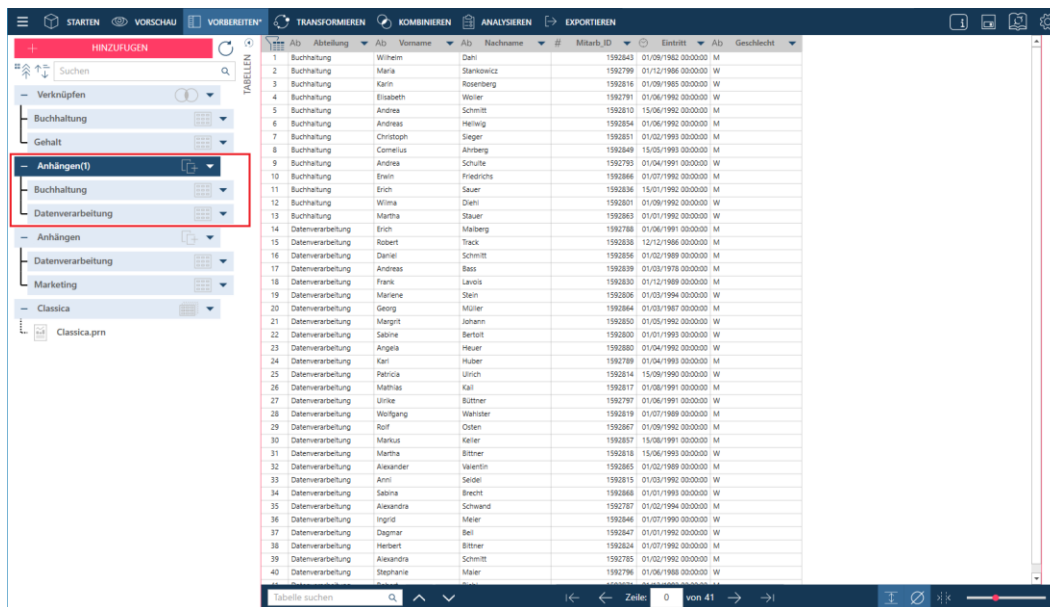 STARTEN VORSCHAU VORBEREITEN* TRANSFORMIEREN KOMBINIEREN ANALYSIEREN EXPORTIEREN
+ HINZUFÜGEN
TABELLEN
Suchen
Verknüpfen
Buchhaltung
Gehalt
Anhängen(1)
Buchhaltung
Datenverarbeitung
Anhängen
Datenverarbeitung
Marketing
Classica
Classica.prn
Ab Abteilung Ab Vorname Ab Nachname # Mitarb_ID Eintritt Ab Geschlecht
1 Buchhaltung Wilhelm Dahl 1592843 01/09/1982 00:00:00 M
2 Buchhaltung Maria Stankowicz 1592799 01/12/1986 00:00:00 W
3 Buchhaltung Karin Rosenberg 1592816 01/09/1985 00:00:00 W
4 Buchhaltung Elisabeth Woller 1592791 01/06/1992 00:00:00 W
5 Buchhaltung Andrea Schmitt 1592810 15/06/1992 00:00:00 W
6 Buchhaltung Andreas Hellwig 1592854 01/06/1992 00:00:00 M
7 Buchhaltung Christoph Sieger 1592851 01/02/1993 00:00:00 M
8 Buchhaltung Cornelius Ahrberg 1592849 15/05/1993 00:00:00 M
9 Buchhaltung Andrea Schulte 1592793 01/04/1991 00:00:00 W
10 Buchhaltung Erwin Friedrichs 1592866 01/07/1992 00:00:00 M
11 Buchhaltung Erich Sauer 1592836 15/01/1992 00:00:00 M
12 Buchhaltung Wilma Diehl 1592801 01/09/1992 00:00:00 W
13 Buchhaltung Martha Stauer 1592863 01/01/1992 00:00:00 W
14 Datenverarbeitung Erich Maiberg 1592788 01/06/1991 00:00:00 M
15 Datenverarbeitung Robert Track 1592838 12/12/1986 00:00:00 M
16 Datenverarbeitung Daniel Schmitt 1592856 01/02/1989 00:00:00 M
17 Datenverarbeitung Andreas Bass 1592839 01/03/1978 00:00:00 M
18 Datenverarbeitung Frank Lavois 1592830 01/12/1989 00:00:00 M
19 Datenverarbeitung Marlene Stein 1592806 01/03/1994 00:00:00 W
20 Datenverarbeitung Georg Müller 1592864 01/03/1987 00:00:00 M
21 Datenverarbeitung Margrit Johann 1592850 01/05/1992 00:00:00 W
22 Datenverarbeitung Sabine Bertolt 1592800 01/01/1993 00:00:00 W
23 Datenverarbeitung Angela Heuer 1592880 01/04/1992 00:00:00 W
24 Datenverarbeitung Karl Huber 1592789 01/04/1993 00:00:00 M
25 Datenverarbeitung Patricia Ulrich 1592814 15/09/1990 00:00:00 W
26 Datenverarbeitung Mathias Kall 1592817 01/08/1991 00:00:00 M
27 Datenverarbeitung Ulrike Büttner 1592797 01/06/1991 00:00:00 W
28 Datenverarbeitung Wolfgang Wahlster 1592819 01/07/1989 00:00:00 M
29 Datenverarbeitung Rolf Osten 1592867 01/09/1992 00:00:00 M
30 Datenverarbeitung Markus Keller 1592857 15/08/1991 00:00:00 M
31 Datenverarbeitung Martha Bittner 1592818 15/06/1993 00:00:00 W
32 Datenverarbeitung Alexander Valentin 1592865 01/02/1989 00:00:00 M
33 Datenverarbeitung Anni Seidel 1592815 01/03/1992 00:00:00 W
34 Datenverarbeitung Sabina Brecht 1592868 01/01/1993 00:00:00 W
35 Datenverarbeitung Alexandra Schwand 1592787 01/02/1994 00:00:00 W
36 Datenverarbeitung Ingrid Meier 1592846 01/07/1990 00:00:00 W
37 Datenverarbeitung Dagmar Beil 1592847 01/01/1992 00:00:00 W
38 Datenverarbeitung Herbert Bittner 1592824 01/07/1992 00:00:00 M
39 Datenverarbeitung Alexandra Schmitt 1592785 01/02/1992 00:00:00 M
40 Datenverarbeitung Stephanie Maler 1592796 01/06/1988 00:00:00 W
Tabelle suchen Zeile: 0 von 41